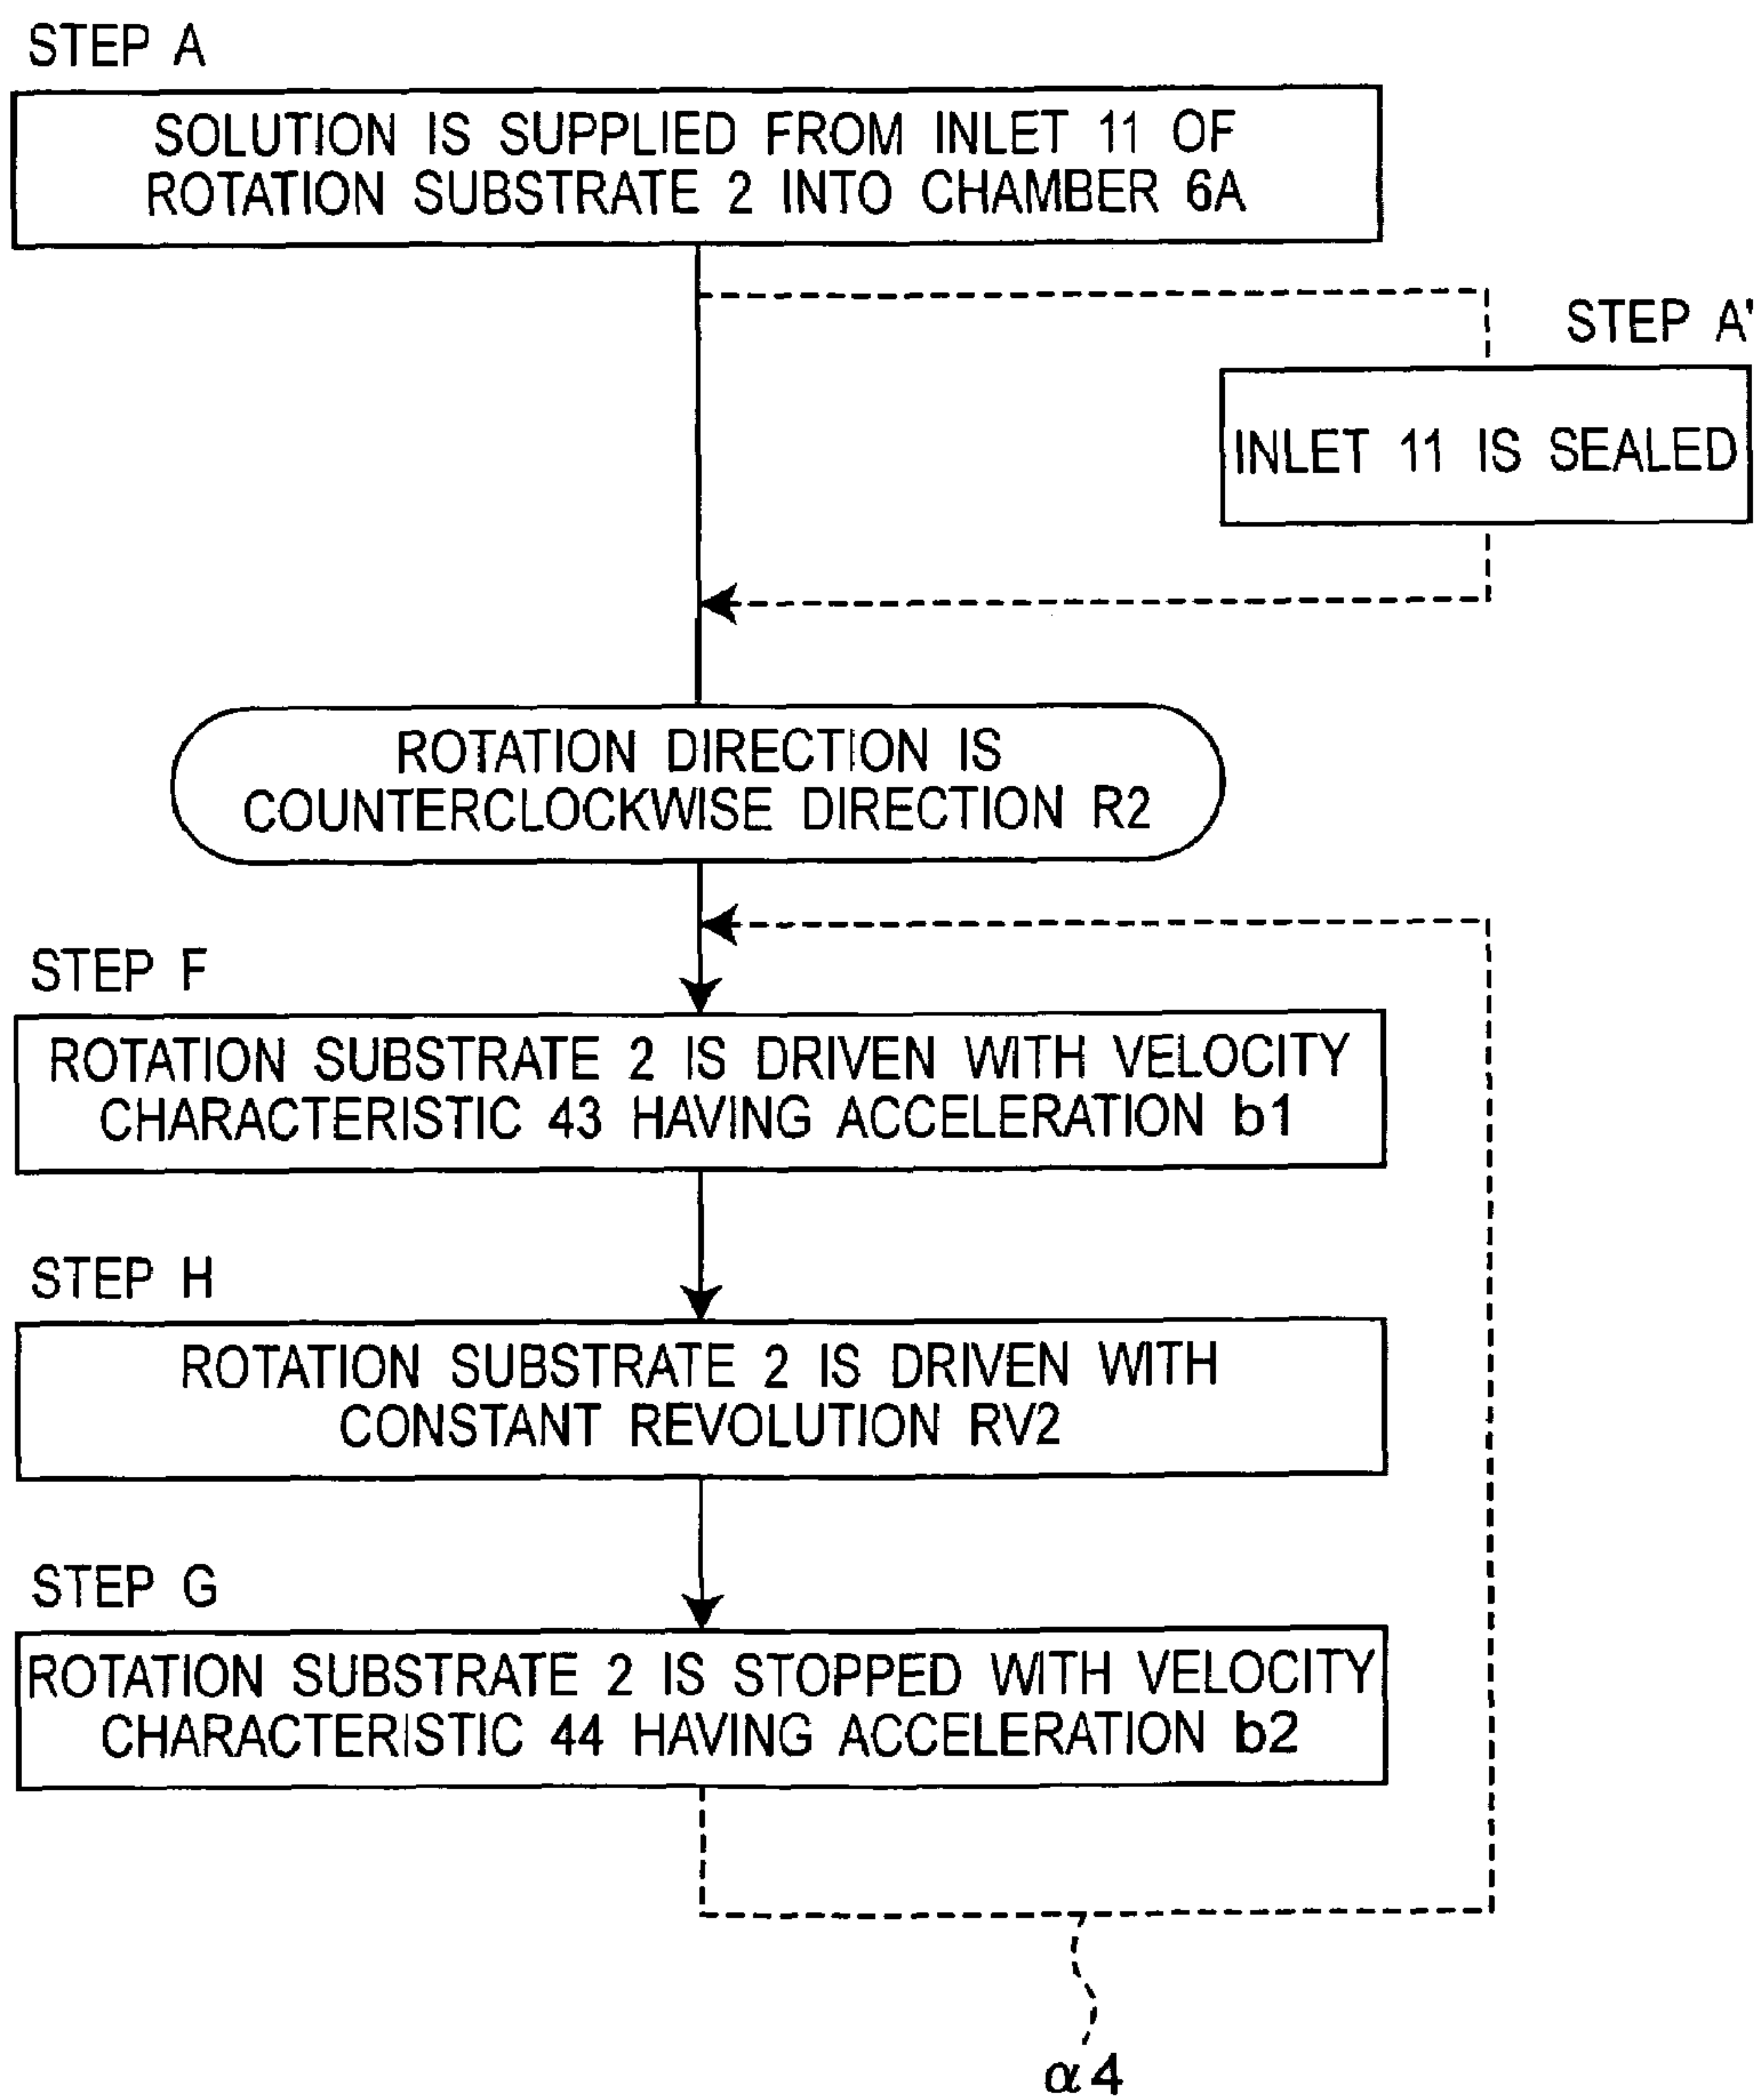 STEP A
SOLUTION IS SUPPLIED FROM INLET 11 OF
ROTATION SUBSTRATE 2 INTO CHAMBER 6A
STEP A'
INLET 11 IS SEALED
ROTATION DIRECTION IS
COUNTERCLOCKWISE DIRECTION R2
STEP F
ROTATION SUBSTRATE 2 IS DRIVEN WITH VELOCITY
CHARACTERISTIC 43 HAVING ACCELERATION b1
STEP H
ROTATION SUBSTRATE 2 IS DRIVEN WITH
CONSTANT REVOLUTION RV2
STEP G
ROTATION SUBSTRATE 2 IS STOPPED WITH VELOCITY
CHARACTERISTIC 44 HAVING ACCELERATION b2
α4